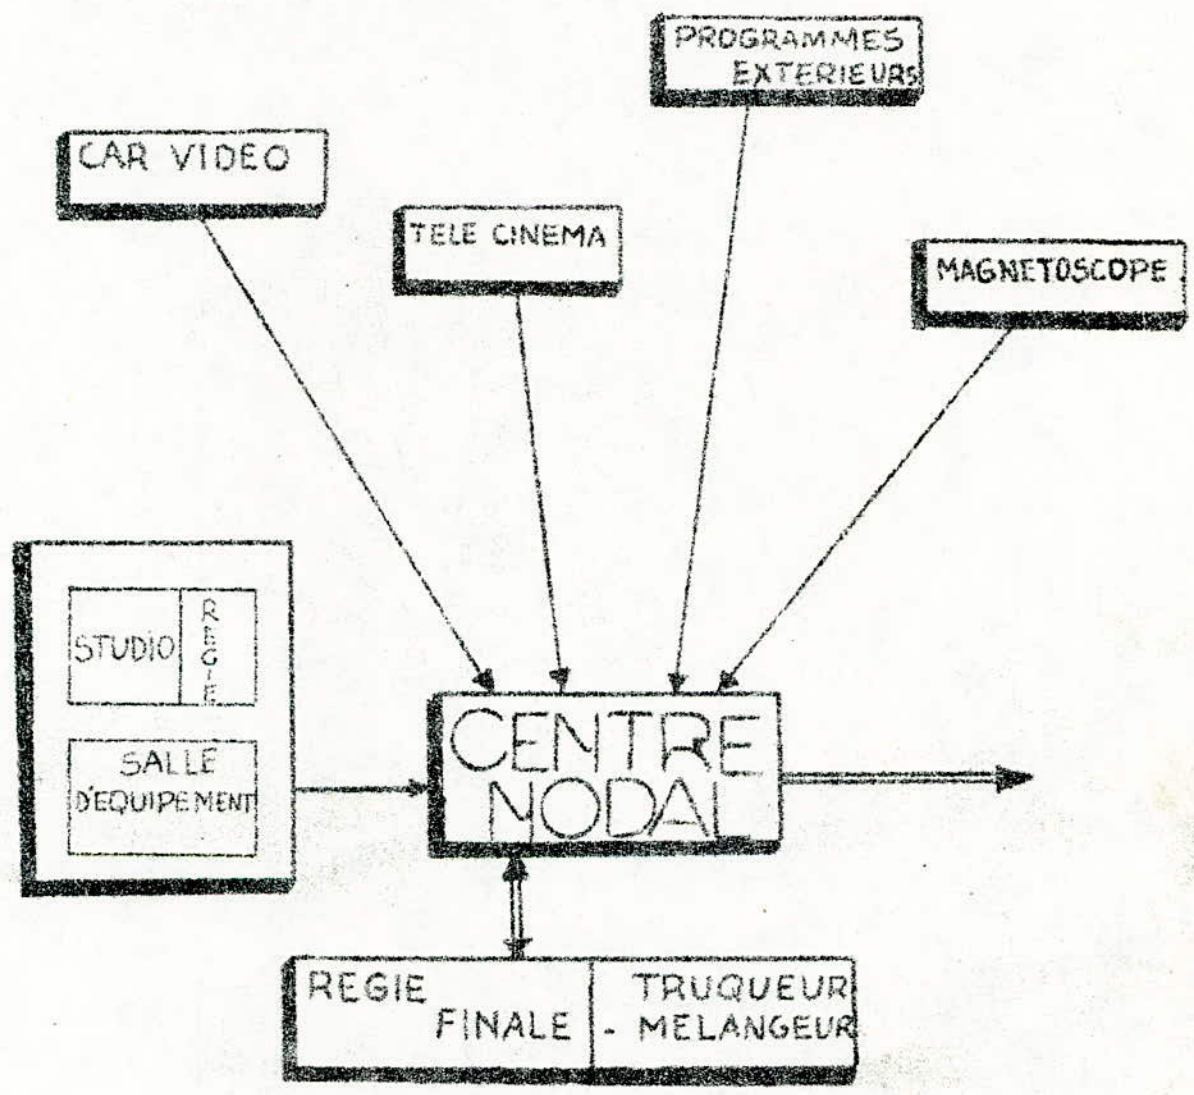 PROGRAMMES
EXTERIEURS
CAR VIDEO
TELE CINEMA
MAGNETOSCOPE
STUDIO
REGIE
SALLE
D'EQUIPEMENT
CENTRE
NODAL
REGIE
FINALE
TRUQUEUR
- MELANGEUR